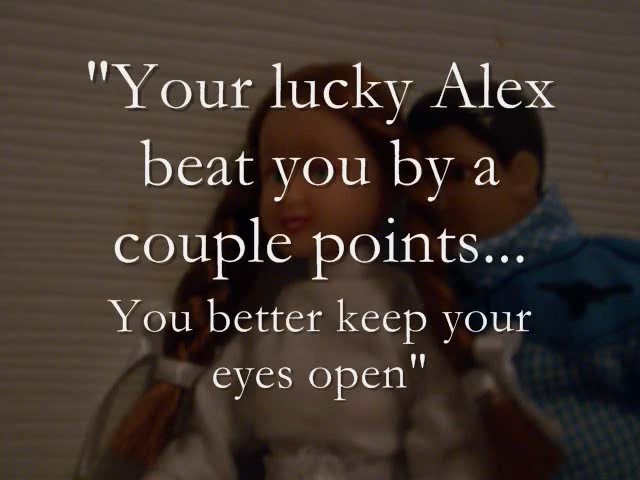 "Your lucky Alex
beat you by a
couple points...
You better keep your
eyes open"